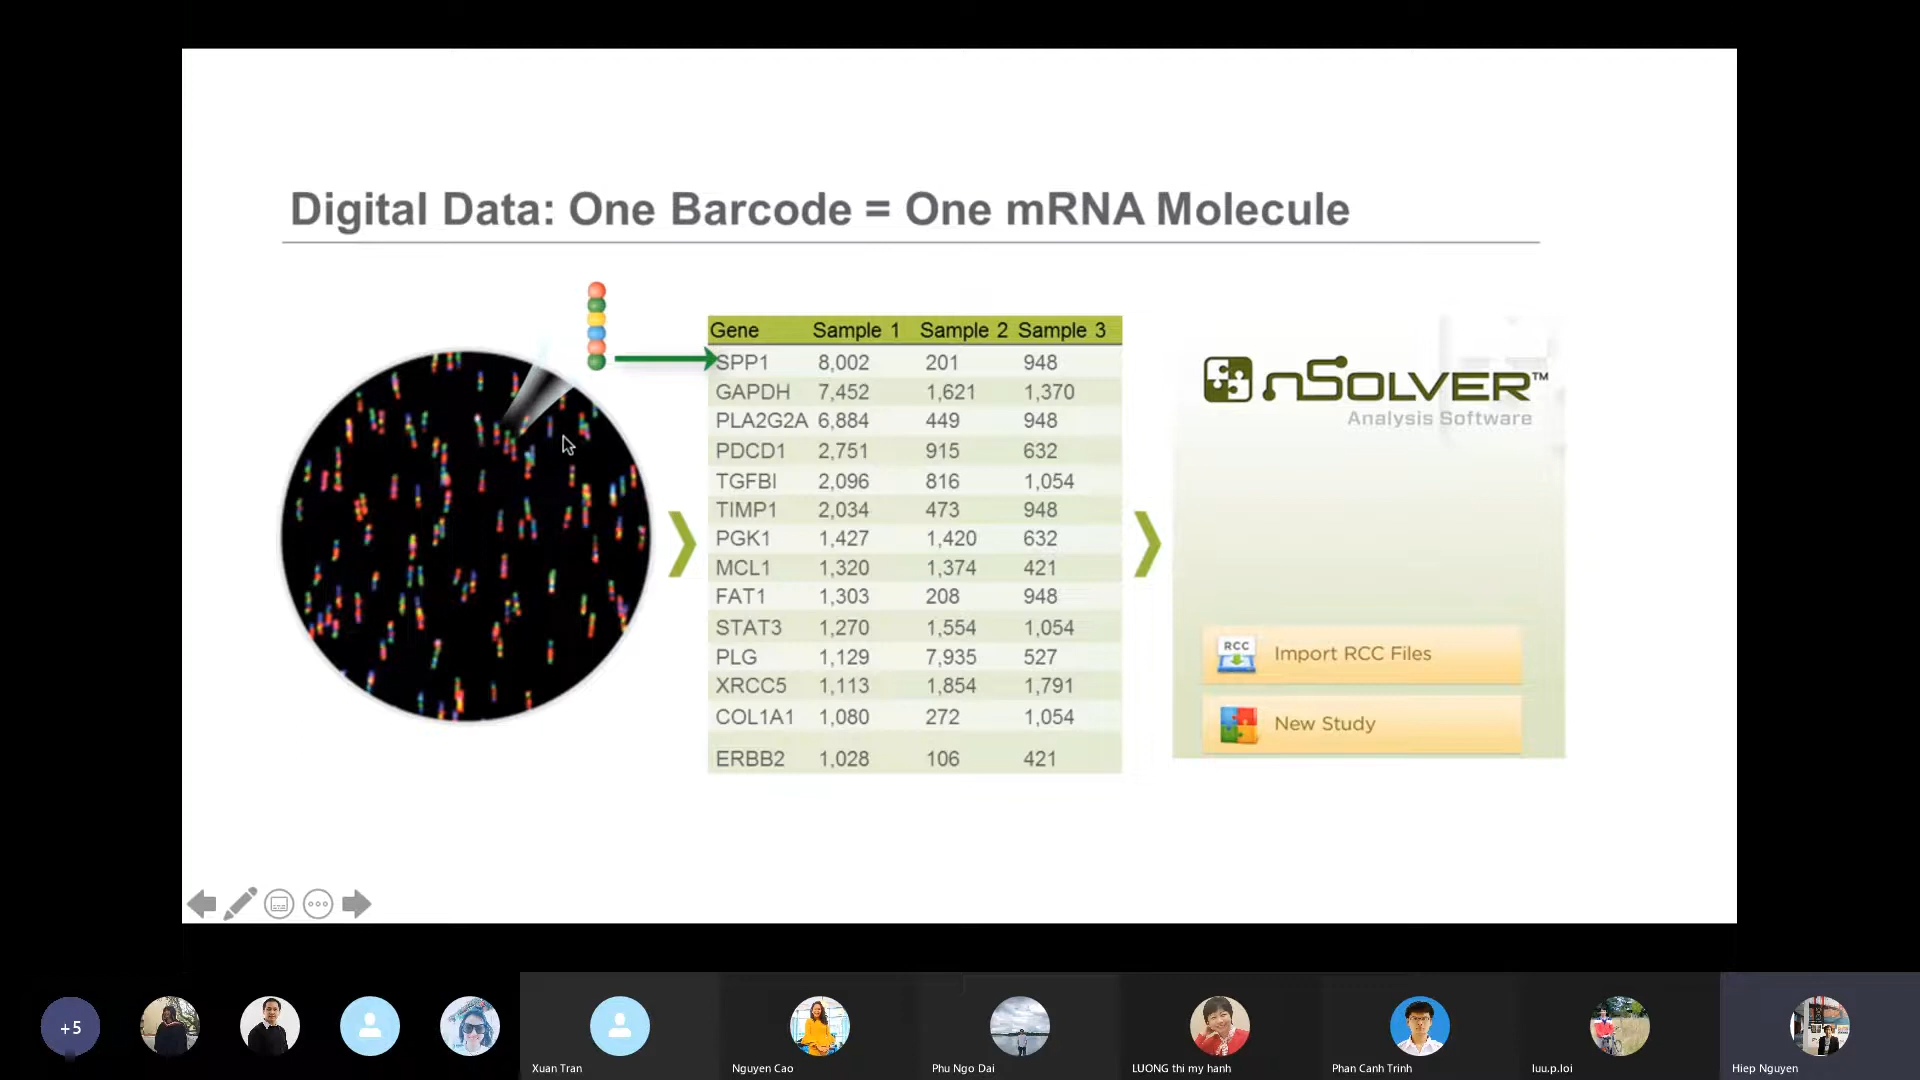 Digital Data: One Barcode = One mRNA Molecule
Gene Sample 1 Sample 2 Sample 3
SPP1 8,002 201 948
GAPDH 7,452 1,621 1,370
PLA2G2A 6,884 449 948
PDCD1 2,751 915 632
TGFBI 2,096 816 1,054
TIMP1 2,034 473 948
PGK1 1,427 1,420 632
MCL1 1,320 1,374 421
FAT1 1,303 208 948
STAT3 1,270 1,554 1,054
PLG 1,129 7,935 527
XRCC5 1,113 1,854 1,791
COL1A1 1,080 272 1,054
ERBB2 1,028 106 421
nSOLVER™
Analysis Software
RCC Import RCC Files
New Study
+5
Xuan Tran
Nguyen Cao
Phu Ngo Dai
LUONG thi my hanh
Phan Canh Trinh
luu.p.loi
Hiep Nguyen